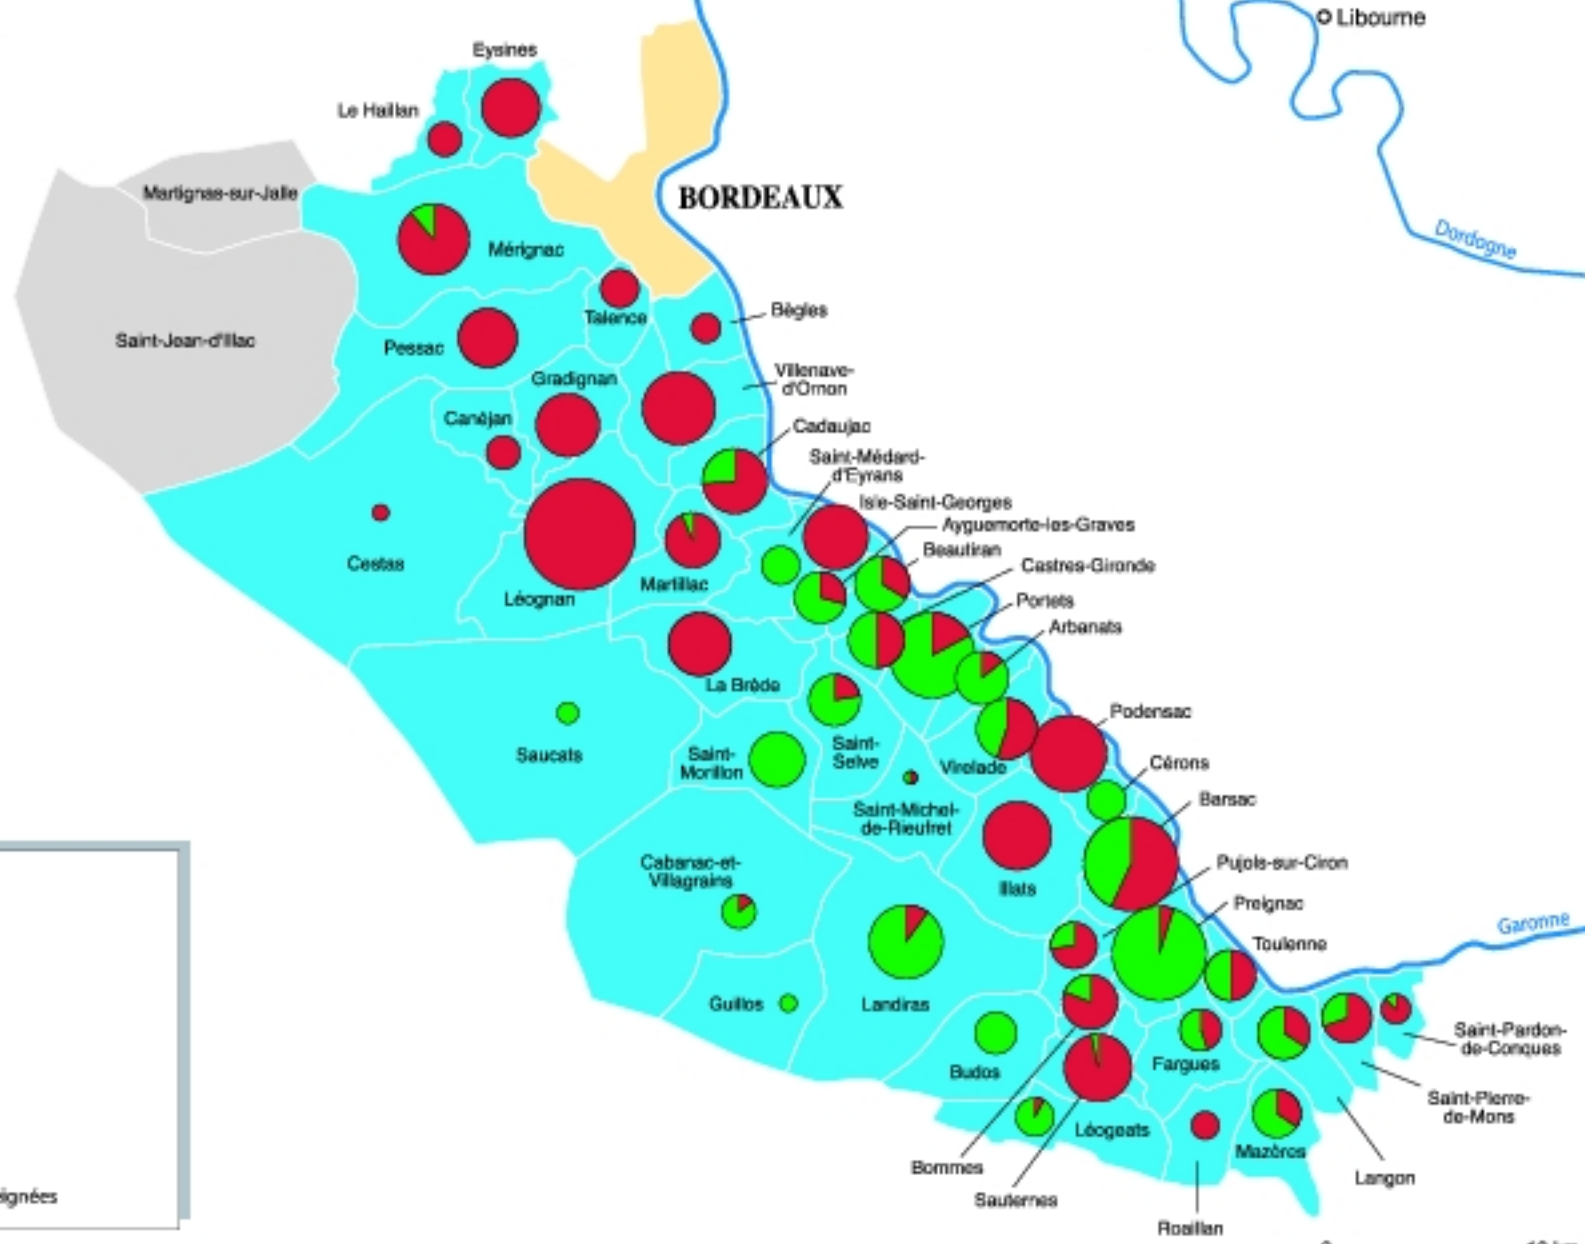 Libourne
Eysines
Le Haillan
Martignas-sur-Jalle
BORDEAUX
Dordogne
Mérignac
Saint-Jean-d'Illac
Talence
Bègles
Pessac
Gradignan
Villenave-
d'Ornon
Canéjan
Cadaujac
Saint-Médard-
d'Eyrans
Isle-Saint-Georges
Ayguemorte-les-Graves
Beautiran
Cestas
Castres-Gironde
Martillac
Léognan
Portets
Arbanats
La Brède
Podensac
Saucats
Saint-
Morillon
Saint-
Selve
Virelade
Cérons
Saint-Michel-
de-Rieufret
Barsac
Cabanac-et-
Villagrains
Illats
Pujols-sur-Ciron
Preignac
Garonne
Toulenne
Guillos
Landiras
Saint-Pardon-
de-Conques
Budos
Fargues
Saint-Pierre-
de-Mons
Léogeats
Mazères
Bommes
Langon
Sauternes
ignées
Roaillan